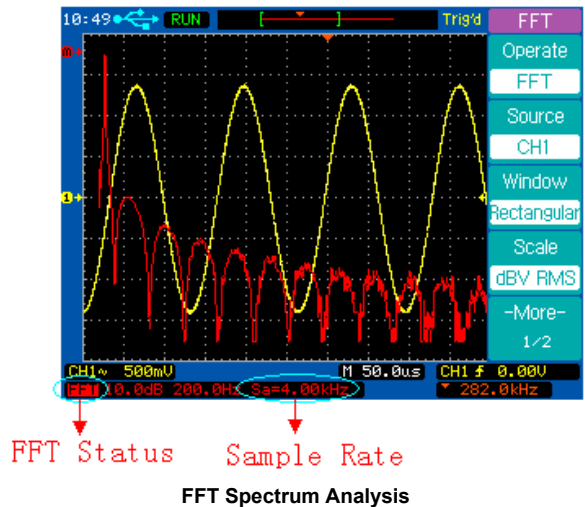 10:49 RUN [ ] Trig'd FFT
Operate
FFT
Source
CH1
Window
Rectangular
Scale
dBV RMS
-More-
1/2
m
1
CH1~ 500mV M 50.0us CH1 0.00V
FFT 10.0dB 200.0Hz Sa=4.00kHz 282.0kHz
FFT Status Sample Rate
FFT Spectrum Analysis